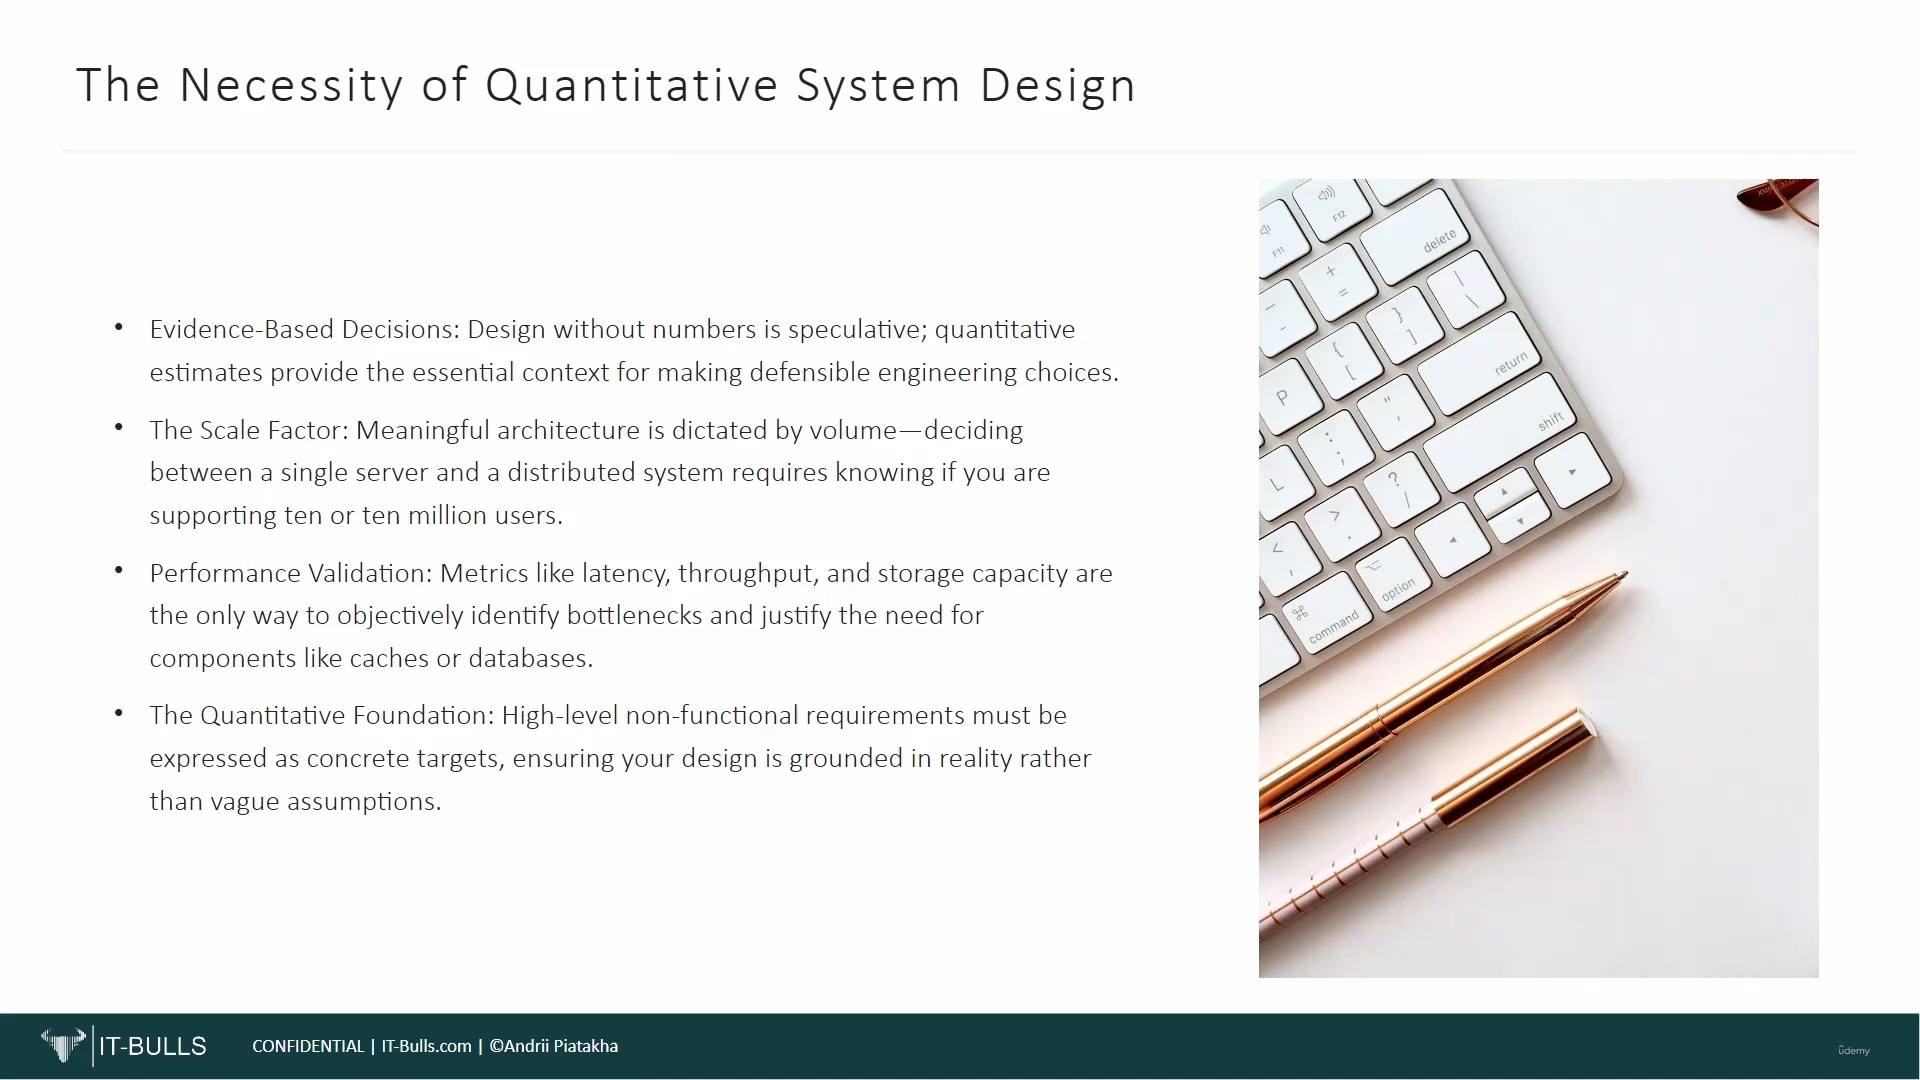 The Necessity of Quantitative System Design
• Evidence-Based Decisions: Design without numbers is speculative; quantitative
estimates provide the essential context for making defensible engineering choices.
• The Scale Factor: Meaningful architecture is dictated by volume—deciding
between a single server and a distributed system requires knowing if you are
supporting ten or ten million users.
• Performance Validation: Metrics like latency, throughput, and storage capacity are
the only way to objectively identify bottlenecks and justify the need for
components like caches or databases.
• The Quantitative Foundation: High-level non-functional requirements must be
expressed as concrete targets, ensuring your design is grounded in reality rather
than vague assumptions.
F11
F12
delete
+
=
-
|
\
}
]
{
[
P
return
"
'
:
;
L
shift
?
/
>
.
<
,
option
⌘
command
IT-BULLS
CONFIDENTIAL | IT-Bulls.com | ©Andrii Piatakha
ûdemy